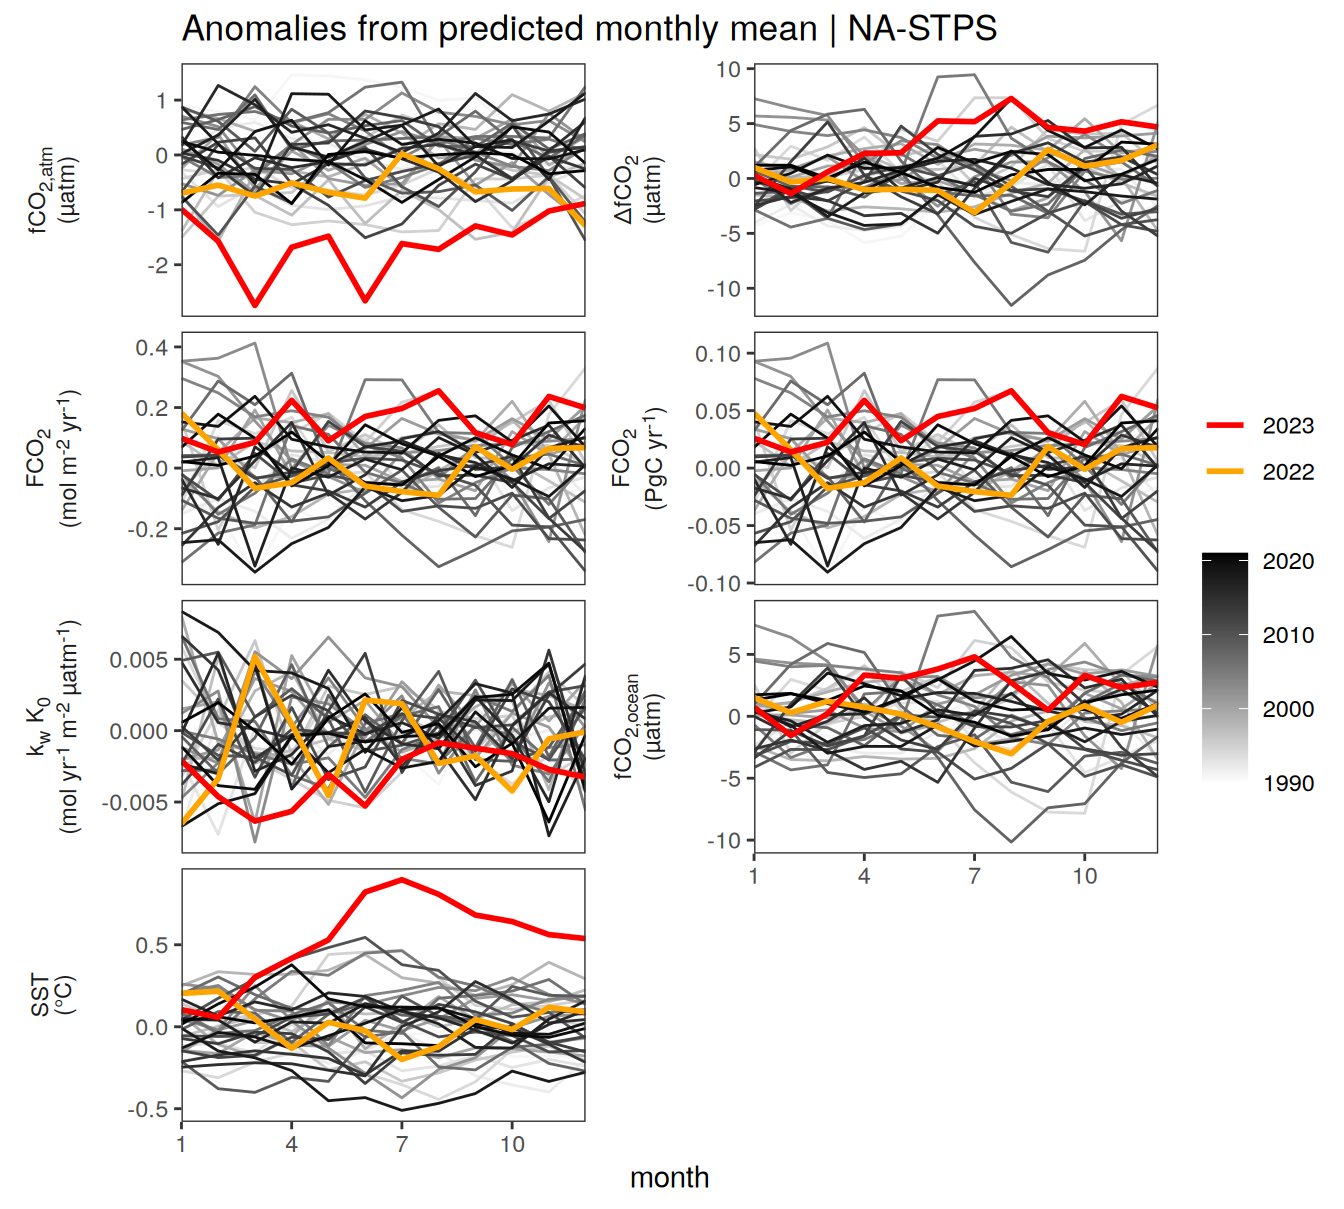 Anomalies from predicted monthly mean | NA-STPS
fCO2,atm
(µatm)
1
0
-1
-2
ΔfCO2
(µatm)
10
5
0
-5
-10
FCO2
(mol m-2 yr-1)
0.4
0.2
0.0
-0.2
FCO2
(PgC yr-1)
0.10
0.05
0.00
-0.05
-0.10
kw K0
(mol yr-1 m-2 µatm-1)
0.005
0.000
-0.005
fCO2,ocean
(µatm)
5
0
-5
-10
1 4 7 10
SST
(°C)
0.5
0.0
-0.5
1 4 7 10
month
2023
2022
2020
2010
2000
1990